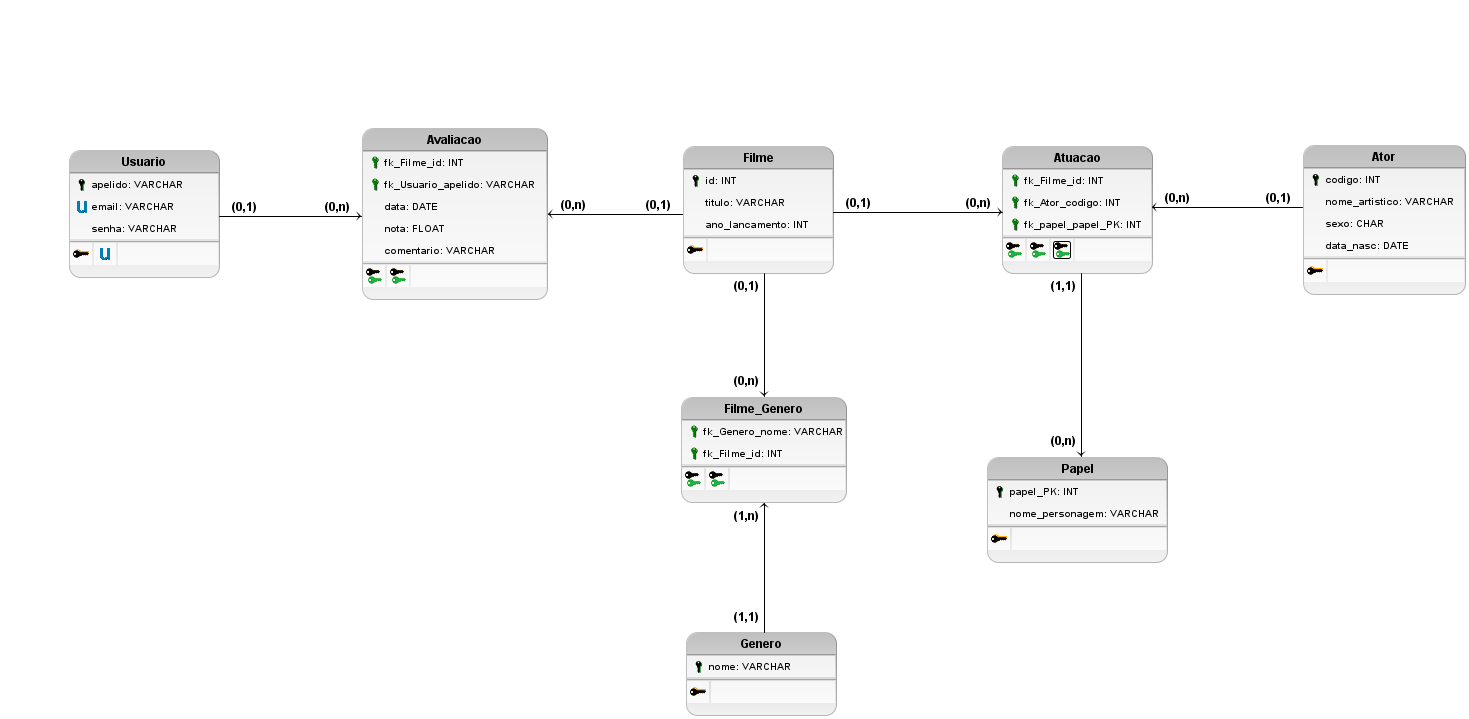 Usuario
apelido: VARCHAR
U email: VARCHAR
senha: VARCHAR
U
(0,1)
(0,n)
Avaliacao
fk_Filme_id: INT
fk_Usuario_apelido: VARCHAR
data: DATE
nota: FLOAT
comentario: VARCHAR
(0,n)
(0,1)
Filme
id: INT
titulo: VARCHAR
ano_lancamento: INT
(0,1)
(0,n)
Atuacao
fk_Filme_id: INT
fk_Ator_codigo: INT
fk_papel_papel_PK: INT
(0,n)
(0,1)
Ator
codigo: INT
nome_artistico: VARCHAR
sexo: CHAR
data_nasc: DATE
(0,1)
(0,n)
Filme_Genero
fk_Genero_nome: VARCHAR
fk_Filme_id: INT
(1,n)
(1,1)
Genero
nome: VARCHAR
(1,1)
(0,n)
Papel
papel_PK: INT
nome_personagem: VARCHAR